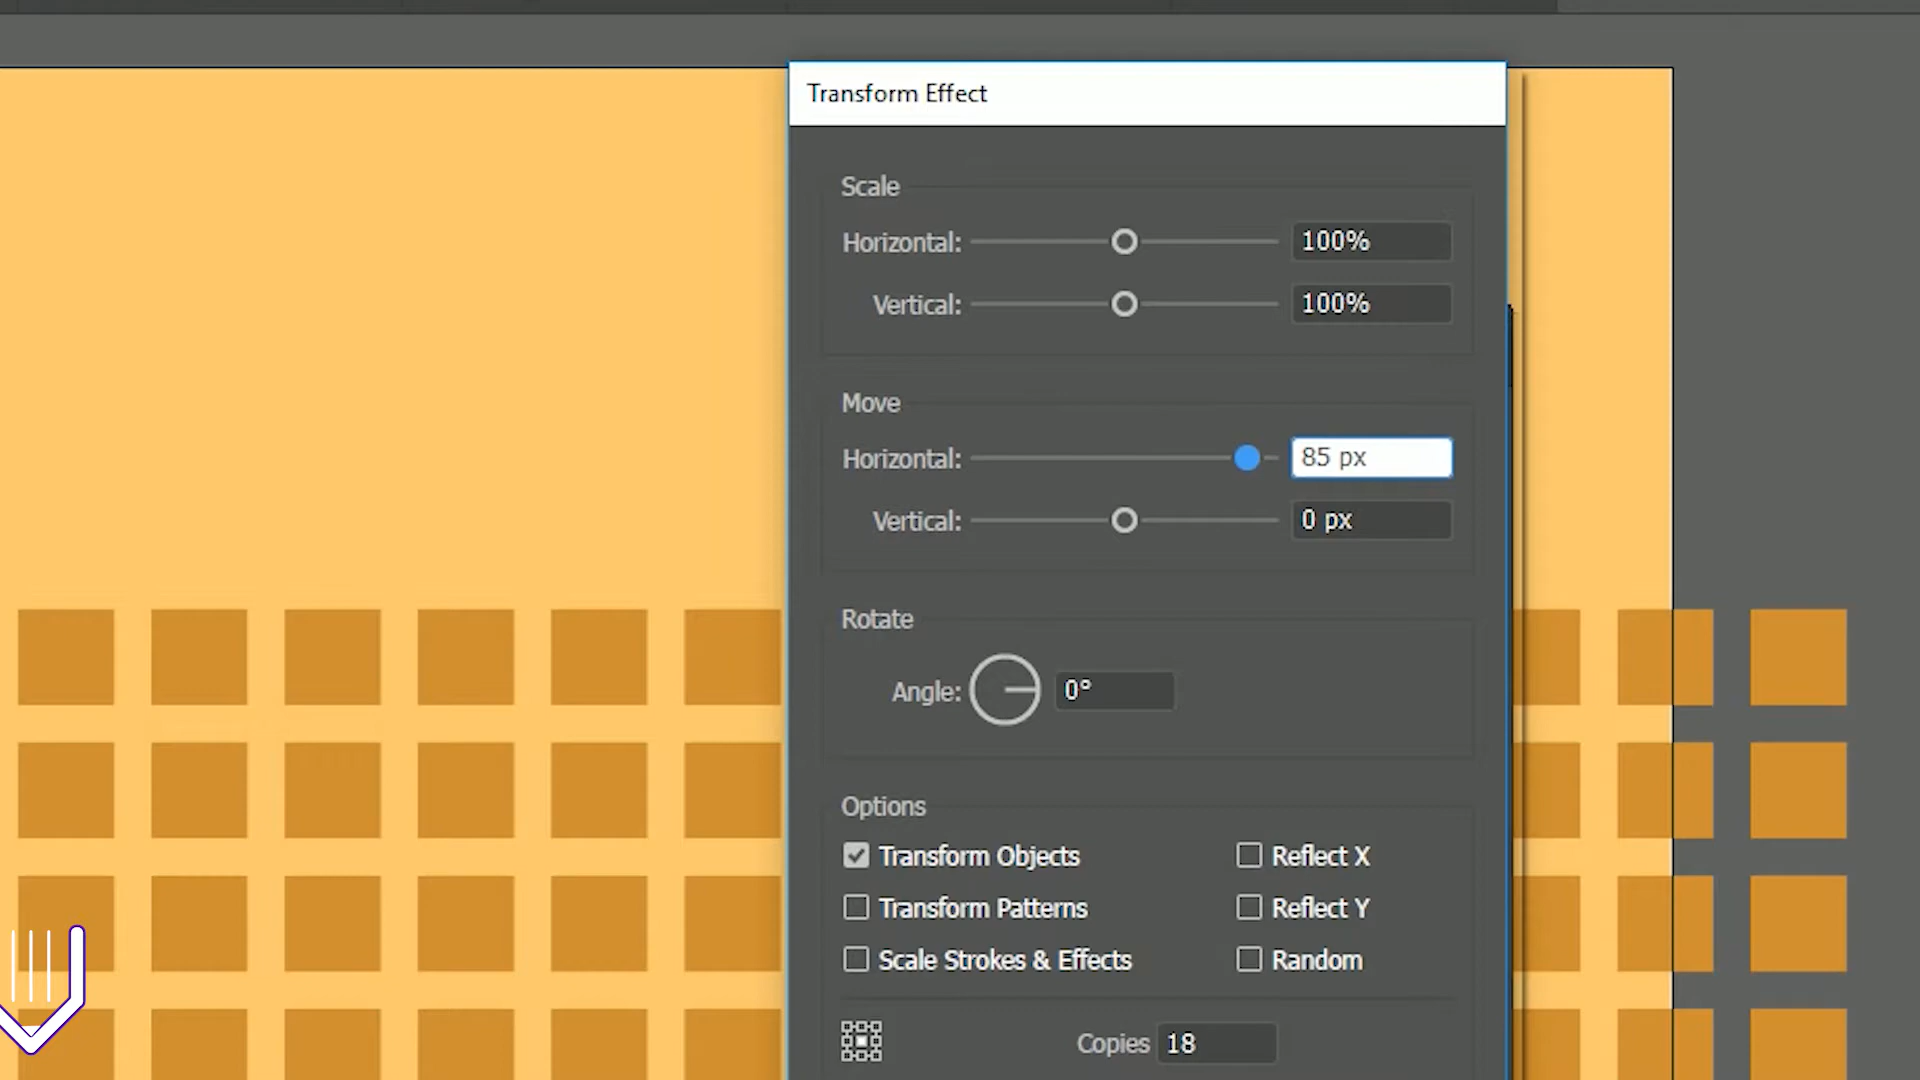 Transform Effect
Scale
Horizontal: 100%
Vertical: 100%
Move
Horizontal: 85 px
Vertical: 0 px
Rotate
Angle: 0°
Options
Transform Objects Reflect X
Transform Patterns Reflect Y
Scale Strokes & Effects Random
Copies 18